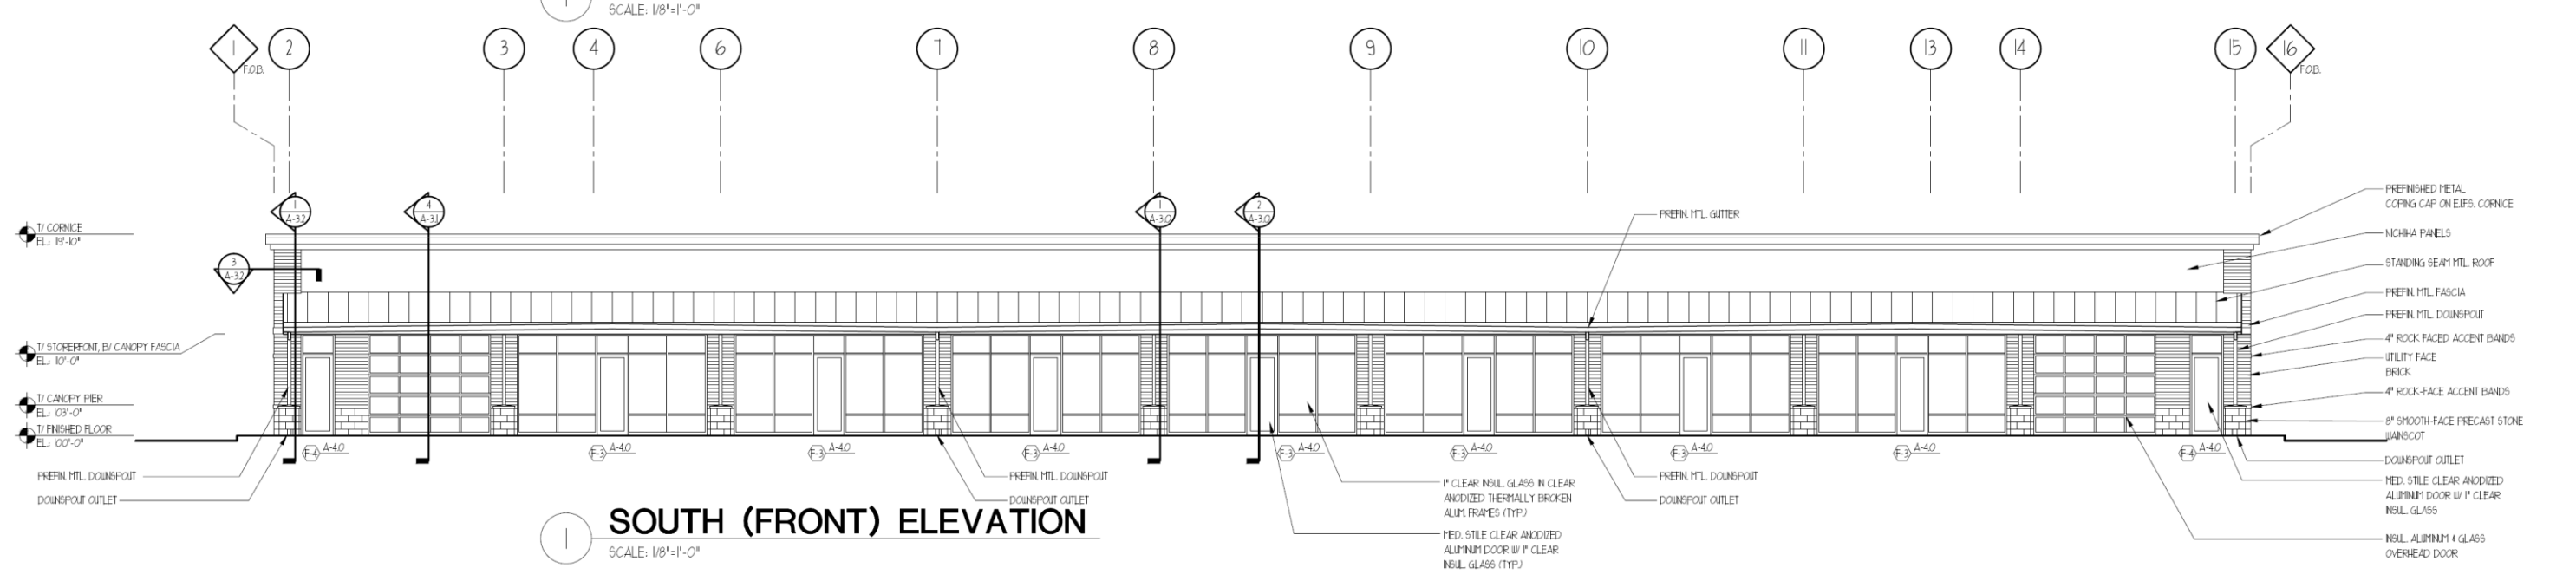 1
SCALE: 1/8"=1'-0"
1
2
3
4
6
7
8
9
10
11
13
14
15
16
F.O.B.
F.O.B.
1
A-3.2
4
A-3.1
1
A-3.0
2
A-3.0
3
A-3.2
T/ CORNICE
EL.: 119'-10"
T/ STORERFONT, B/ CANOPY FASCIA
EL.: 110'-0"
T/ CANOPY PIER
EL.: 103'-0"
T/ FINISHED FLOOR
EL.: 100'-0"
PREFIN. MTL. DOWNSPOUT
DOWNSPOUT OUTLET
PREFIN. MTL. GUTTER
PREFINISHED METAL
COPING CAP ON E.I.F.S. CORNICE
NICHIHA PANELS
STANDING SEAM MTL. ROOF
PREFIN. MTL. FASCIA
PREFIN. MTL. DOWNSPOUT
4" ROCK FACED ACCENT BANDS
UTILITY FACE
BRICK
4" ROCK-FACE ACCENT BANDS
8" SMOOTH-FACE PRECAST STONE
WAINSCOT
DOWNSPOUT OUTLET
MED. STILE CLEAR ANODIZED
ALUMINUM DOOR W/ 1" CLEAR
INSUL. GLASS
INSUL. ALUMINUM & GLASS
OVERHEAD DOOR
F-4 A-4.0
F-3 A-4.0
F-3 A-4.0
F-3 A-4.0
F-3 A-4.0
F-3 A-4.0
F-3 A-4.0
F-3 A-4.0
F-4 A-4.0
PREFIN. MTL. DOWNSPOUT
DOWNSPOUT OUTLET
1" CLEAR INSUL. GLASS IN CLEAR
ANODIZED THERMALLY BROKEN
ALUM. FRAMES (TYP.)
MED. STILE CLEAR ANODIZED
ALUMINUM DOOR W/ 1" CLEAR
INSUL. GLASS (TYP.)
PREFIN. MTL. DOWNSPOUT
DOWNSPOUT OUTLET
1
SOUTH (FRONT) ELEVATION
SCALE: 1/8"=1'-0"